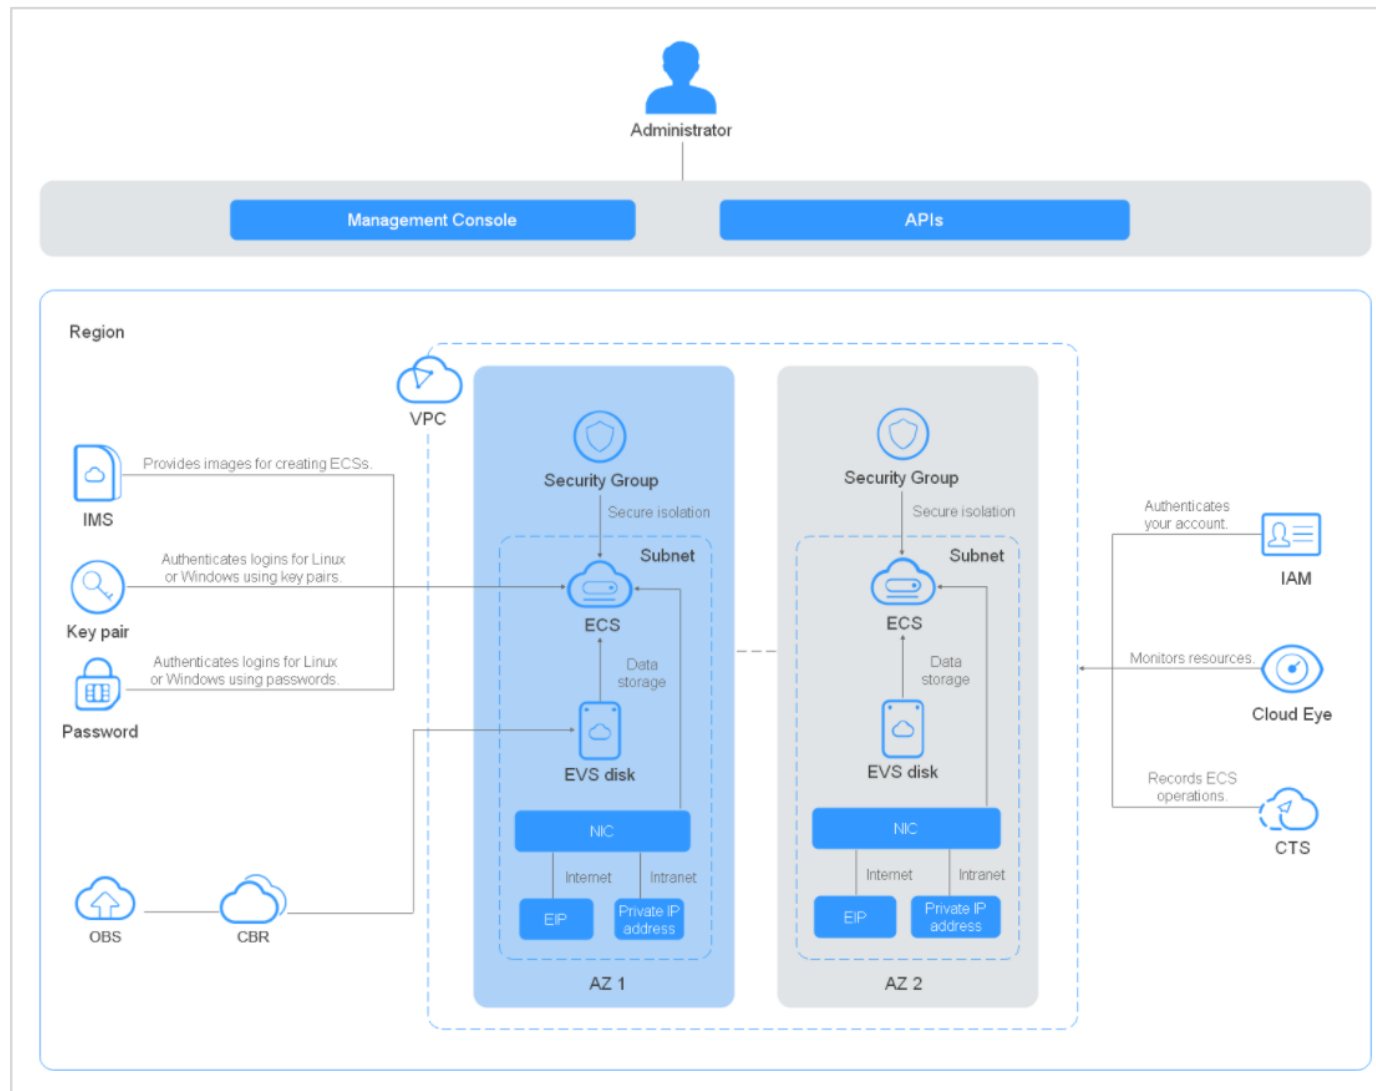 Administrator
Management Console
APIs
Region
VPC
Security Group
Secure isolation
Subnet
ECS
Data
storage
EVS disk
NIC
Internet
Intranet
EIP
Private IP
address
AZ 1
Security Group
Secure isolation
Subnet
ECS
Data
storage
EVS disk
NIC
Internet
Intranet
EIP
Private IP
address
AZ 2
Provides images for creating ECSs.
IMS
Authenticates logins for Linux
or Windows using key pairs.
Key pair
Authenticates logins for Linux
or Windows using passwords.
Password
OBS
CBR
Authenticates
your account.
IAM
Monitors resources.
Cloud Eye
Records ECS
operations.
CTS